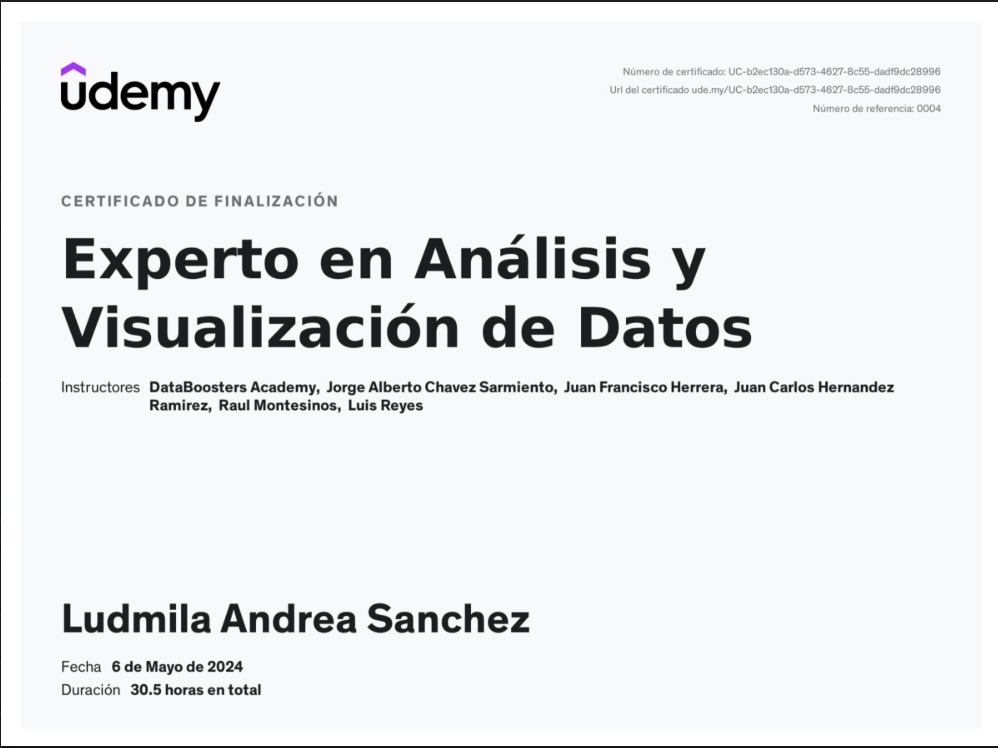 udemy
Número de certificado: UC-b2ec130a-d573-4627-8c55-dadf9dc28996
Url del certificado ude.my/UC-b2ec130a-d573-4627-8c55-dadf9dc28996
Número de referencia: 0004
CERTIFICADO DE FINALIZACIÓN
Experto en Análisis y
Visualización de Datos
Instructores DataBoosters Academy, Jorge Alberto Chavez Sarmiento, Juan Francisco Herrera, Juan Carlos Hernandez
Ramirez, Raul Montesinos, Luis Reyes
Ludmila Andrea Sanchez
Fecha 6 de Mayo de 2024
Duración 30.5 horas en total